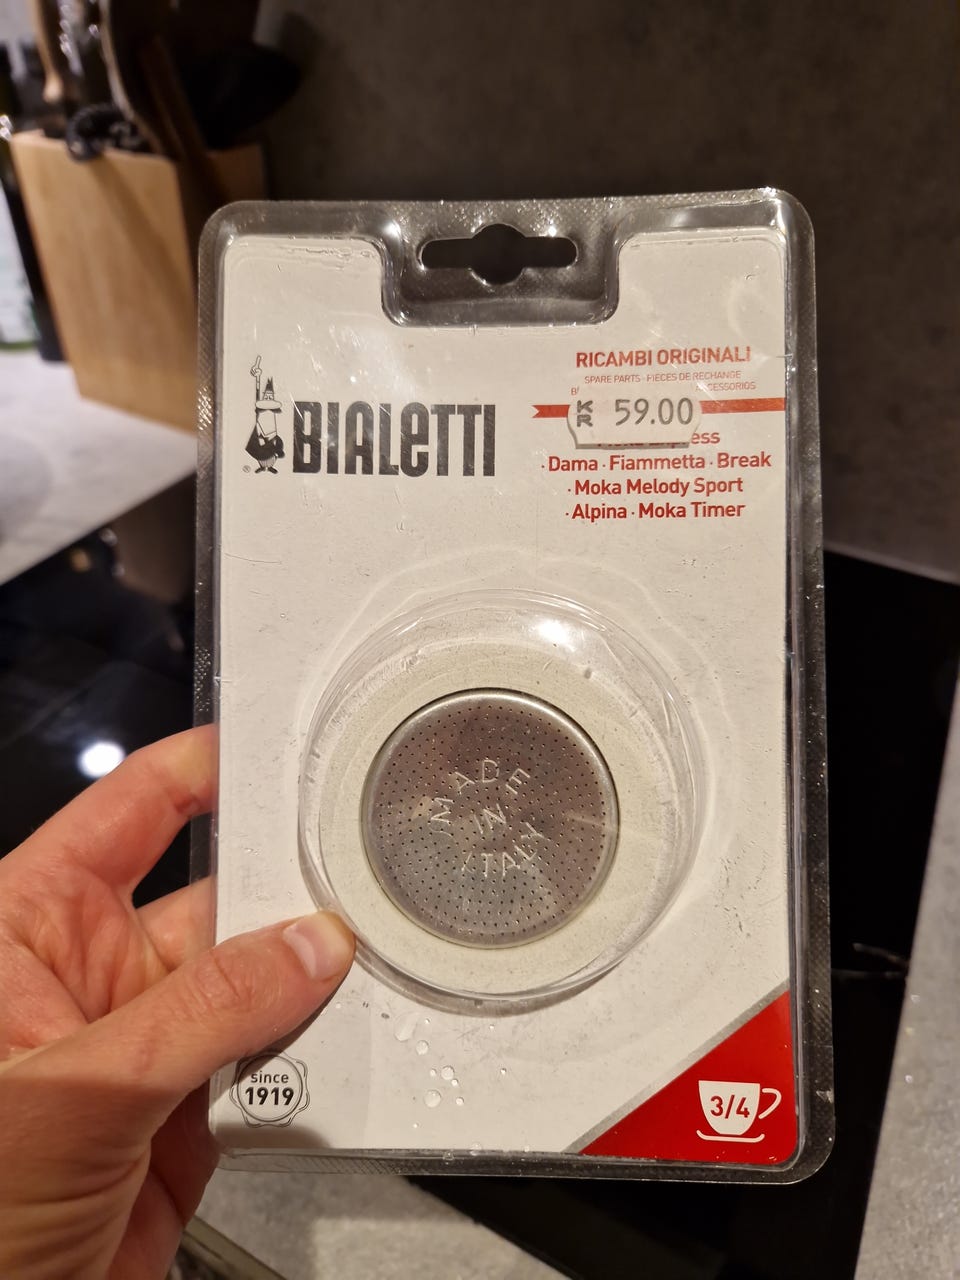 RICAMBI ORIGINALI
SPARE PARTS · PIECES DE RECHANGE
KR 59.00
BIALETTI
· Dama · Fiammetta · Break
· Moka Melody Sport
· Alpina · Moka Timer
MADE
IN
ITALY
since
1919
3/4